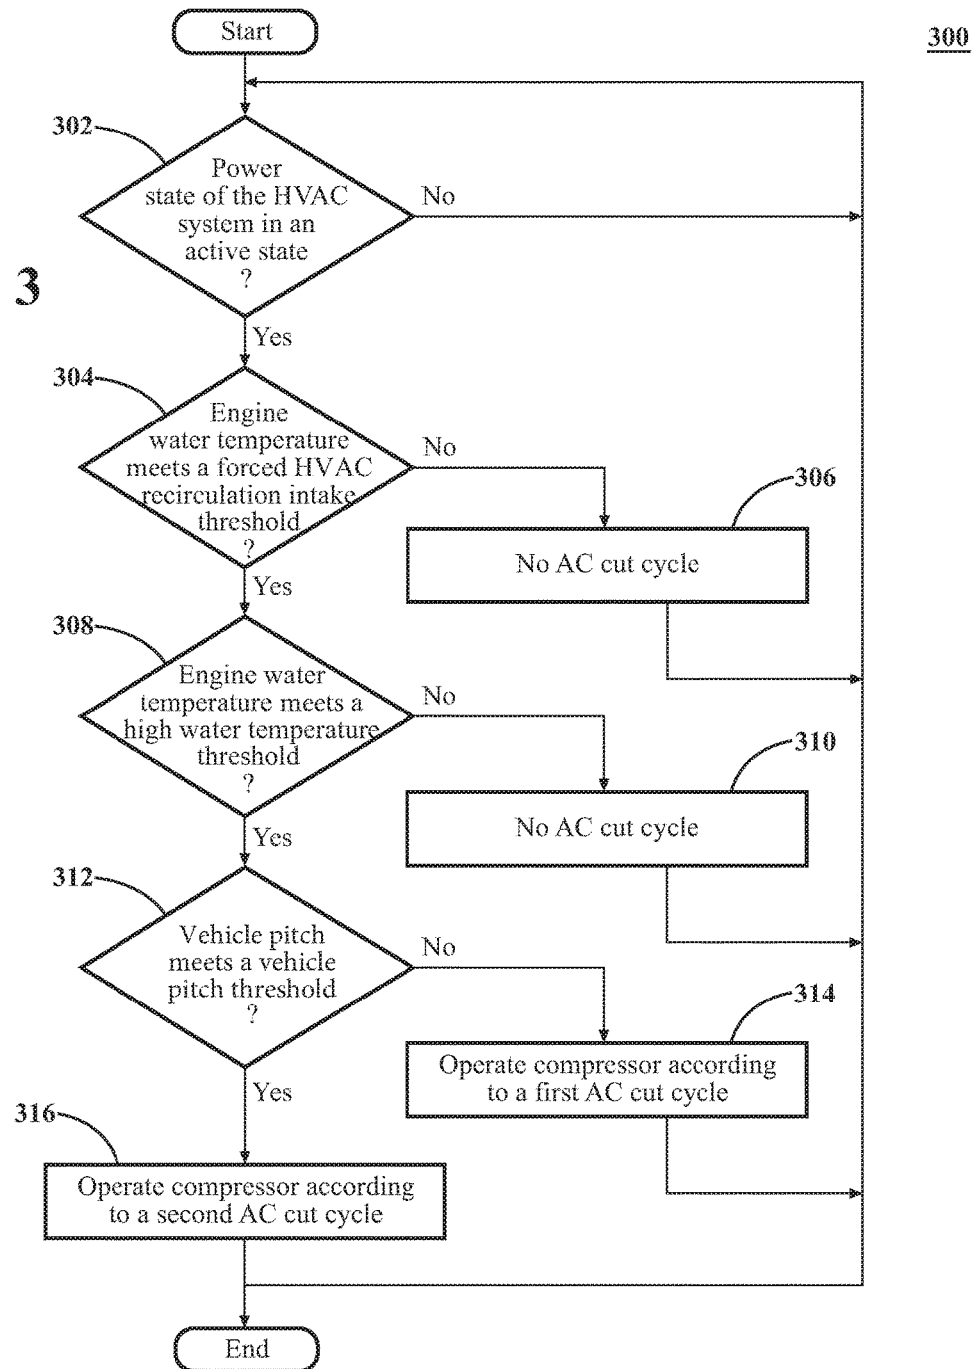 Start
300
302
Power
state of the HVAC
system in an
active state
?
No
3
Yes
304
Engine
water temperature
meets a forced HVAC
recirculation intake
threshold
?
No
306
No AC cut cycle
Yes
308
Engine water
temperature meets a
high water temperature
threshold
?
No
310
No AC cut cycle
Yes
312
Vehicle pitch
meets a vehicle
pitch threshold
?
No
314
Operate compressor according
to a first AC cut cycle
Yes
316
Operate compressor according
to a second AC cut cycle
End